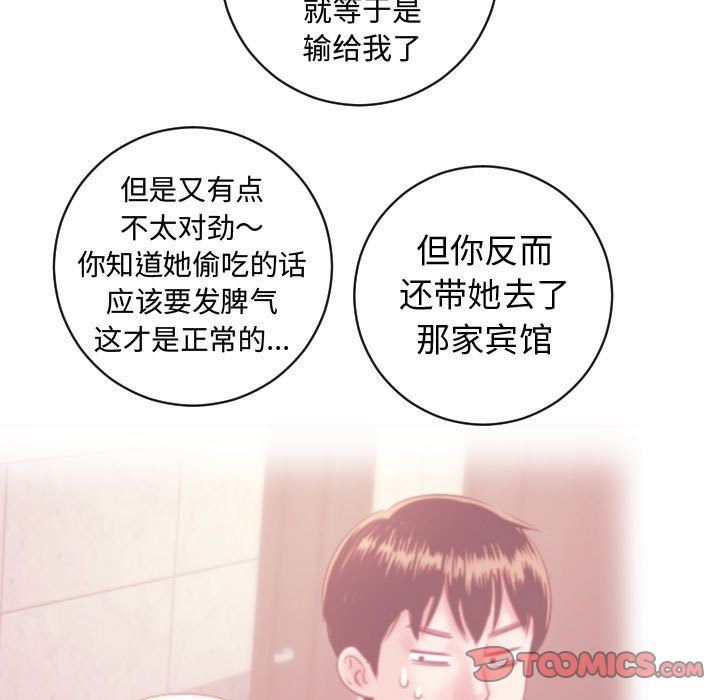 就等于是
输给我了
但是又有点
不太对劲～
你知道她偷吃的话
应该要发脾气
这才是正常的...
但你反而
还带她去了
那家宾馆
TOOMICS.COM